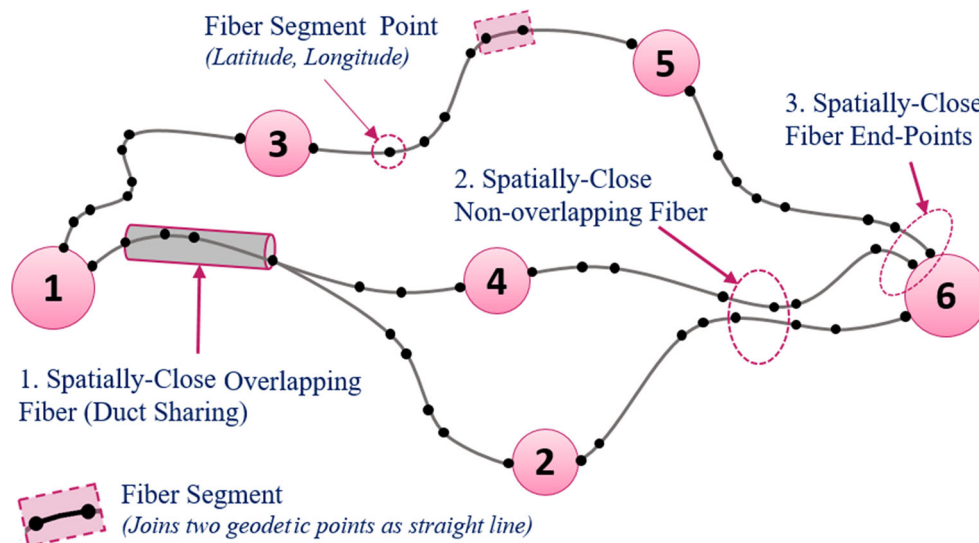 Fiber Segment Point
(Latitude, Longitude)
5
3. Spatially-Close
Fiber End-Points
3
2. Spatially-Close
Non-overlapping Fiber
1
4
6
1. Spatially-Close Overlapping
Fiber (Duct Sharing)
2
Fiber Segment
(Joins two geodetic points as straight line)